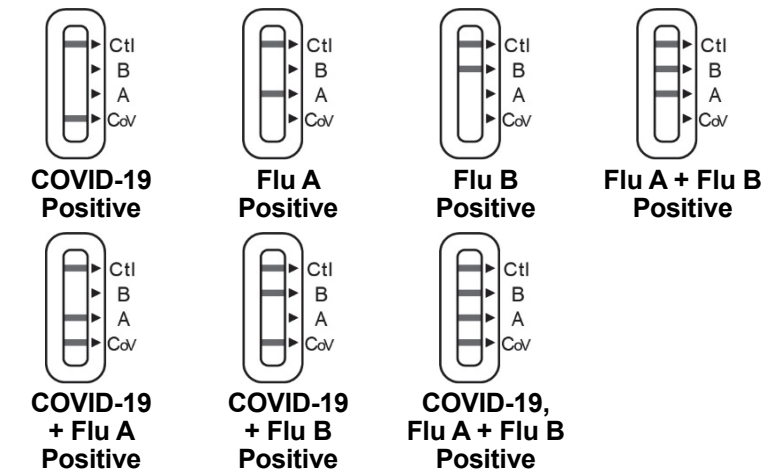 Ctl
B
A
CoV
COVID-19
Positive
Ctl
B
A
CoV
Flu A
Positive
Ctl
B
A
CoV
Flu B
Positive
Ctl
B
A
CoV
Flu A + Flu B
Positive
Ctl
B
A
CoV
COVID-19
+ Flu A
Positive
Ctl
B
A
CoV
COVID-19
+ Flu B
Positive
Ctl
B
A
CoV
COVID-19,
Flu A + Flu B
Positive